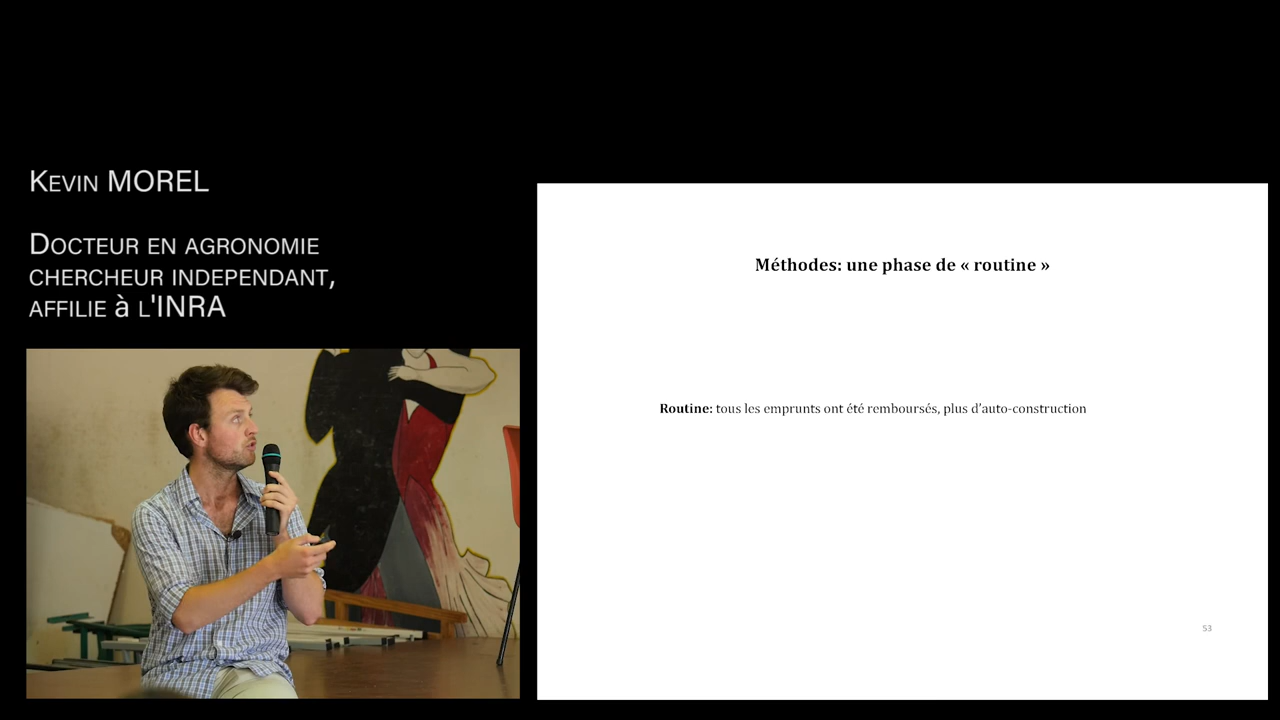 Kevin MOREL
Docteur en agronomie
chercheur independant,
affilie à l'INRA
Méthodes: une phase de « routine »
Routine: tous les emprunts ont été remboursés, plus d'auto-construction
53